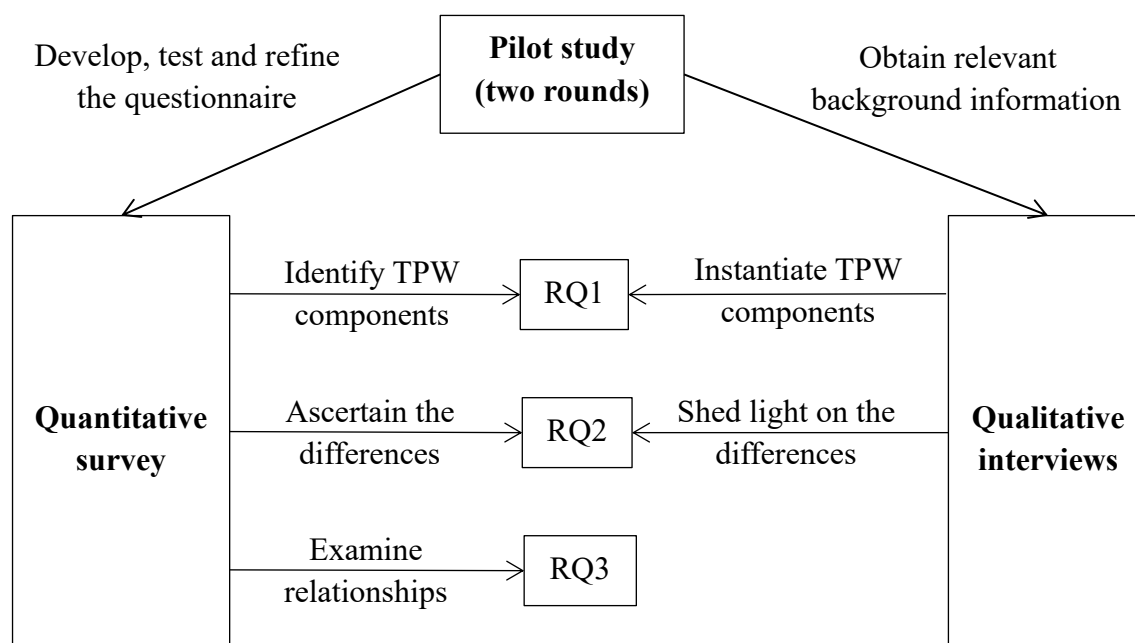 Develop, test and refine
the questionnaire
Pilot study
(two rounds)
Obtain relevant
background information
Identify TPW
components
RQ1
Instantiate TPW
components
Quantitative
survey
Ascertain the
differences
RQ2
Shed light on the
differences
Qualitative
interviews
Examine
relationships
RQ3